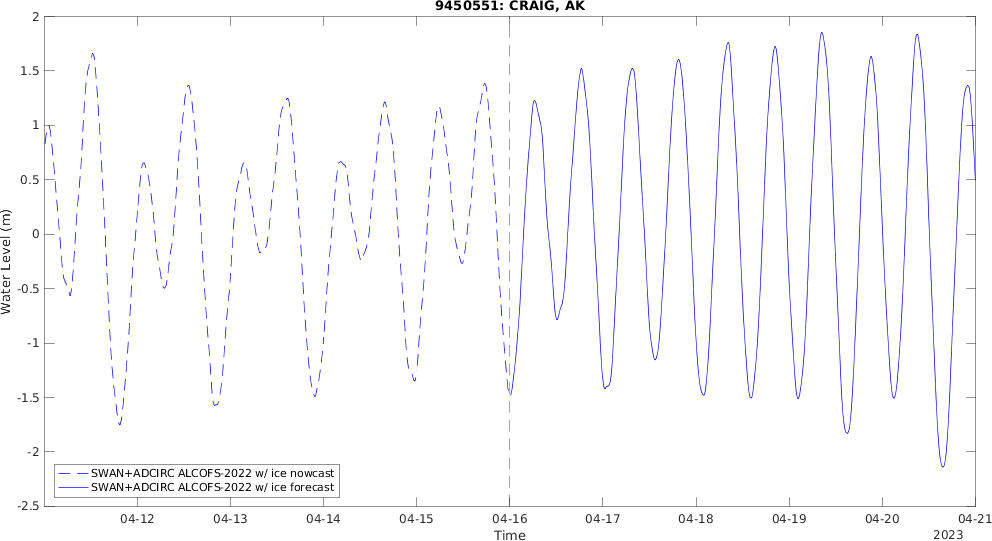 9450551: CRAIG, AK
2
1.5
1
0.5
0
-0.5
-1
-1.5
-2
-2.5
Water Level (m)
SWAN+ADCIRC ALCOFS-2022 w/ ice nowcast
SWAN+ADCIRC ALCOFS-2022 w/ ice forecast
04-12 04-13 04-14 04-15 04-16 04-17 04-18 04-19 04-20 04-21
Time
2023